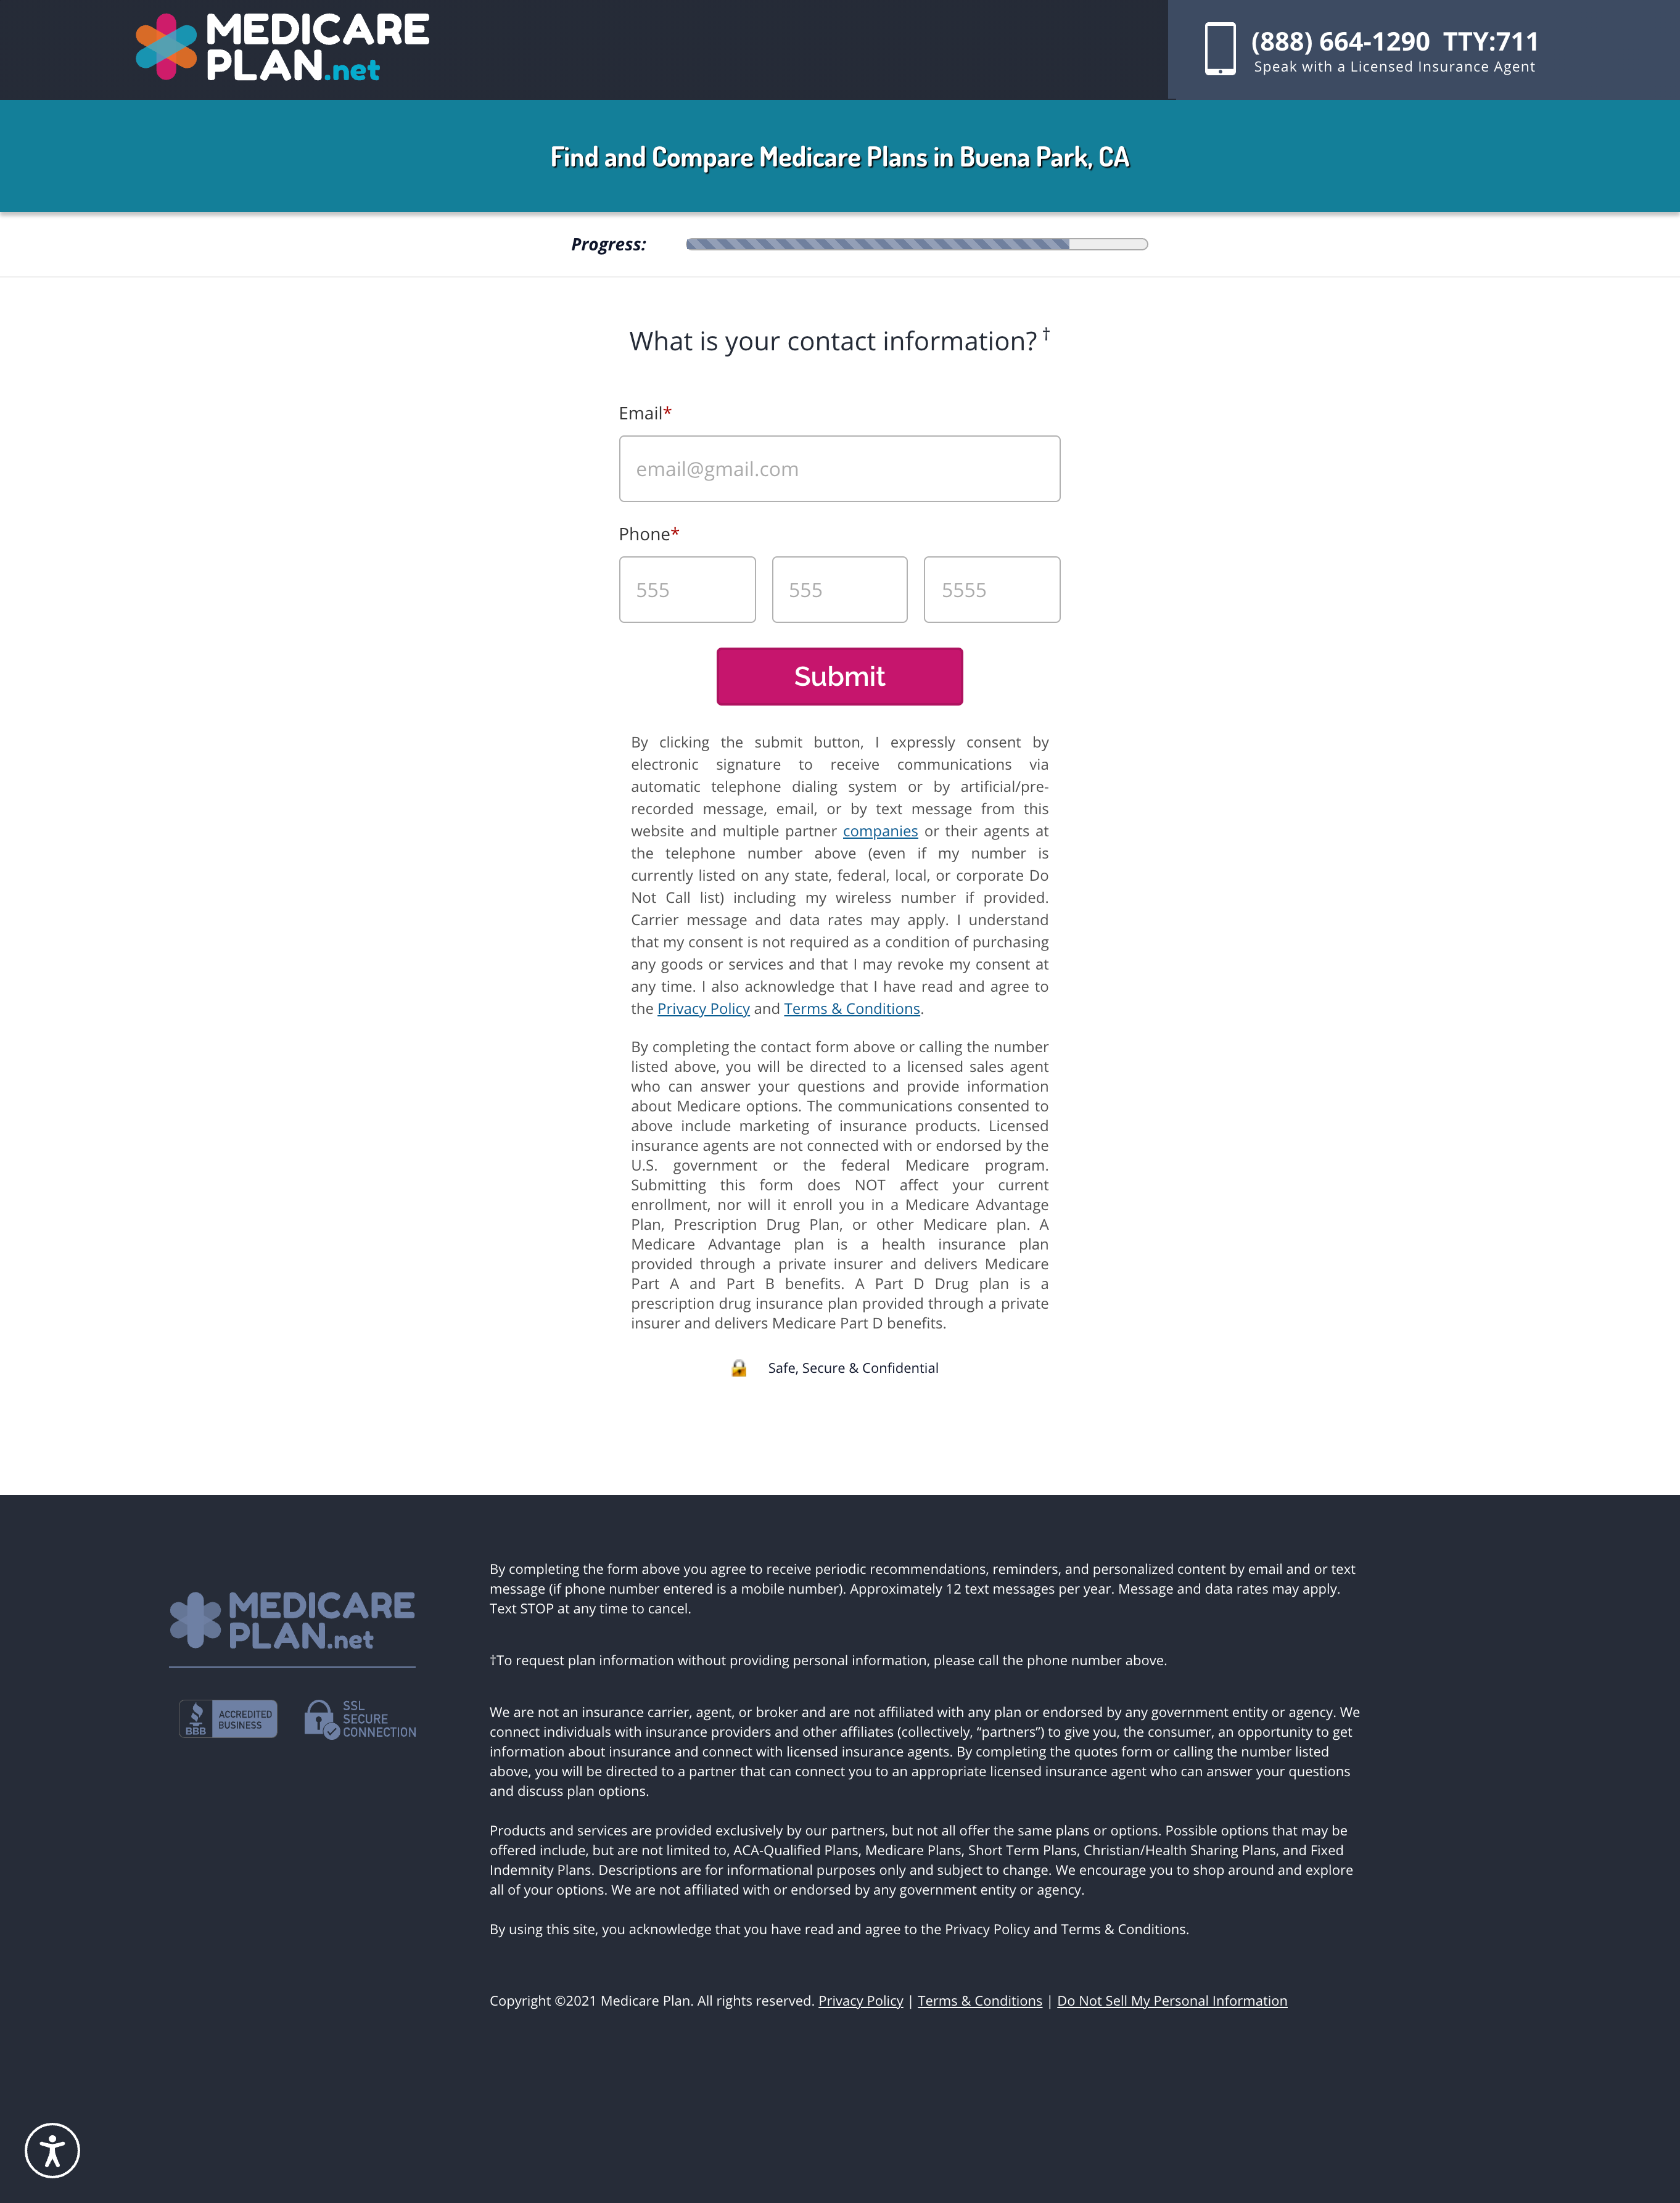 MEDICARE
PLAN.net
(888) 664-1290 TTY:711
Speak with a Licensed Insurance Agent
Find and Compare Medicare Plans in Buena Park, CA
Progress:
What is your contact information? †
Email*
email@gmail.com
Phone*
555 555 5555
Submit
By clicking the submit button, I expressly consent by
electronic signature to receive communications via
automatic telephone dialing system or by artificial/pre-
recorded message, email, or by text message from this
website and multiple partner companies or their agents at
the telephone number above (even if my number is
currently listed on any state, federal, local, or corporate Do
Not Call list) including my wireless number if provided.
Carrier message and data rates may apply. I understand
that my consent is not required as a condition of purchasing
any goods or services and that I may revoke my consent at
any time. I also acknowledge that I have read and agree to
the Privacy Policy and Terms & Conditions.
By completing the contact form above or calling the number
listed above, you will be directed to a licensed sales agent
who can answer your questions and provide information
about Medicare options. The communications consented to
above include marketing of insurance products. Licensed
insurance agents are not connected with or endorsed by the
U.S. government or the federal Medicare program.
Submitting this form does NOT affect your current
enrollment, nor will it enroll you in a Medicare Advantage
Plan, Prescription Drug Plan, or other Medicare plan. A
Medicare Advantage plan is a health insurance plan
provided through a private insurer and delivers Medicare
Part A and Part B benefits. A Part D Drug plan is a
prescription drug insurance plan provided through a private
insurer and delivers Medicare Part D benefits.
Safe, Secure & Confidential
MEDICARE
PLAN.net
BBB
ACCREDITED
BUSINESS
SSL
SECURE
CONNECTION
By completing the form above you agree to receive periodic recommendations, reminders, and personalized content by email and or text
message (if phone number entered is a mobile number). Approximately 12 text messages per year. Message and data rates may apply.
Text STOP at any time to cancel.
†To request plan information without providing personal information, please call the phone number above.
We are not an insurance carrier, agent, or broker and are not affiliated with any plan or endorsed by any government entity or agency. We
connect individuals with insurance providers and other affiliates (collectively, “partners”) to give you, the consumer, an opportunity to get
information about insurance and connect with licensed insurance agents. By completing the quotes form or calling the number listed
above, you will be directed to a partner that can connect you to an appropriate licensed insurance agent who can answer your questions
and discuss plan options.
Products and services are provided exclusively by our partners, but not all offer the same plans or options. Possible options that may be
offered include, but are not limited to, ACA-Qualified Plans, Medicare Plans, Short Term Plans, Christian/Health Sharing Plans, and Fixed
Indemnity Plans. Descriptions are for informational purposes only and subject to change. We encourage you to shop around and explore
all of your options. We are not affiliated with or endorsed by any government entity or agency.
By using this site, you acknowledge that you have read and agree to the Privacy Policy and Terms & Conditions.
Copyright ©2021 Medicare Plan. All rights reserved. Privacy Policy | Terms & Conditions | Do Not Sell My Personal Information